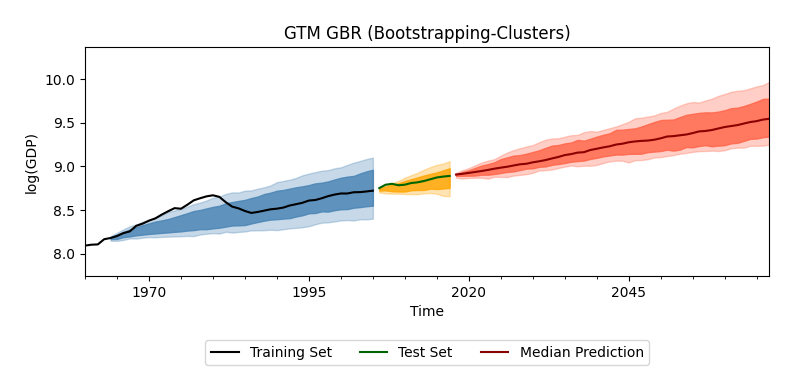 GTM GBR (Bootstrapping-Clusters)
10.0
9.5
9.0
8.5
8.0
log(GDP)
1970 1995 2020 2045
Time
Training Set Test Set Median Prediction